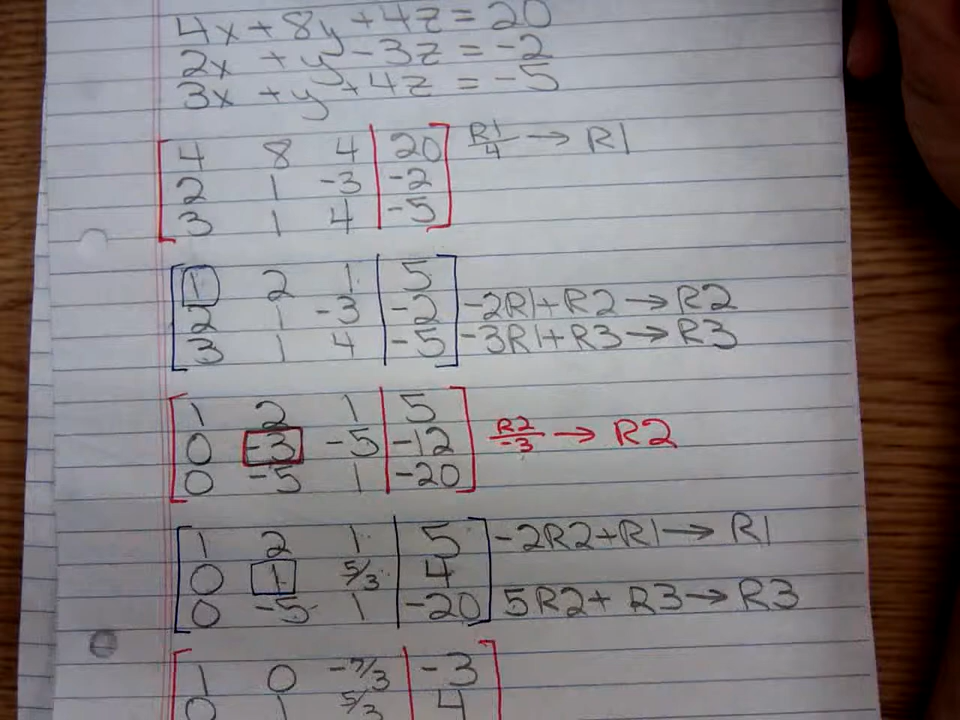 4x + 8y + 4z = 20
2x + y - 3z = -2
3x + y + 4z = -5
4 8 4 20 R1/4 → R1
2 1 -3 -2
3 1 4 -5
1 2 1 5
2 1 -3 -2 -2R1+R2 → R2
3 1 4 -5 -3R1+R3 → R3
1 2 1 5
0 -3 -5 -12 R2/-3 → R2
0 -5 1 -20
1 2 1 5 -2R2+R1 → R1
0 1 5/3 4
0 -5 1 -20 5R2+ R3 → R3
1 0 -7/3 -3
0 1 5/3 4